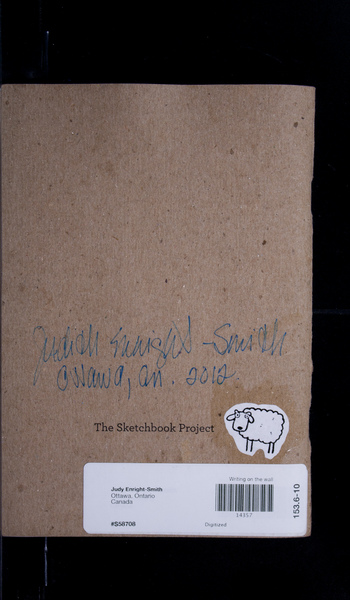 Judith Enright-Smith
Ottawa, On. 2012.
The Sketchbook Project
Writing on the wall
Judy Enright-Smith
Ottawa, Ontario
Canada
14157
153.6-10
#S58708
Digitized